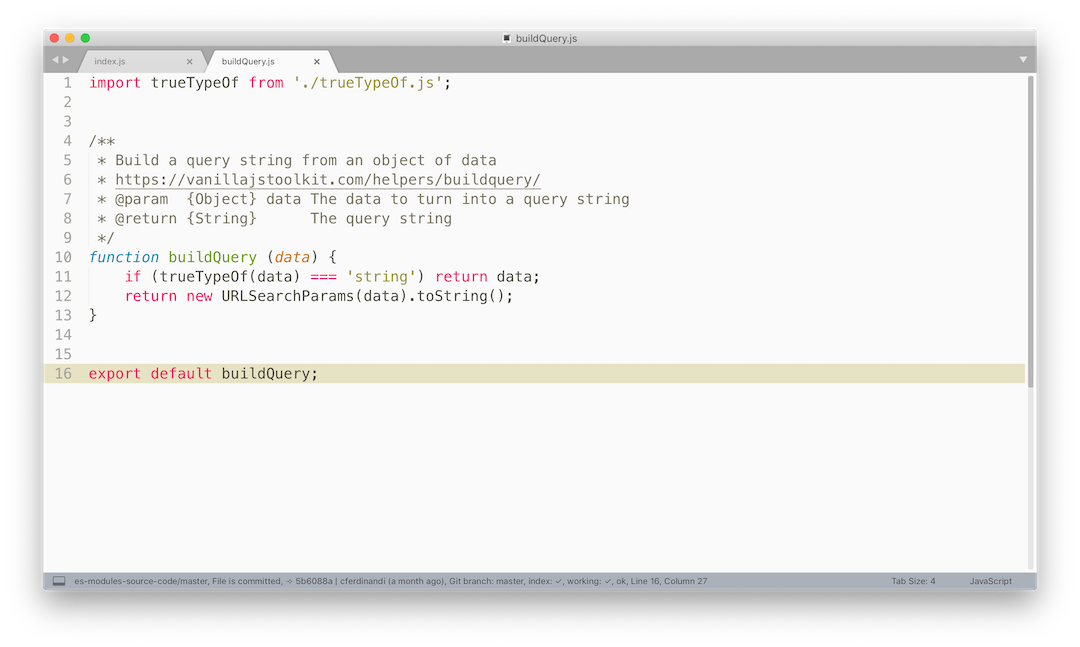 buildQuery.js
index.js × buildQuery.js ×
1 import trueTypeOf from './trueTypeOf.js';
2
3
4 /**
5  * Build a query string from an object of data
6  * https://vanillajstoolkit.com/helpers/buildquery/
7  * @param  {Object} data The data to turn into a query string
8  * @return {String}      The query string
9  */
10 function buildQuery (data) {
11     if (trueTypeOf(data) === 'string') return data;
12     return new URLSearchParams(data).toString();
13 }
14
15
16 export default buildQuery;
es-modules-source-code/master, File is committed, ⟢ 5b6088a | cferdinandi (a month ago), Git branch: master, index: ✓, working: ✓, ok, Line 16, Column 27 Tab Size: 4 JavaScript